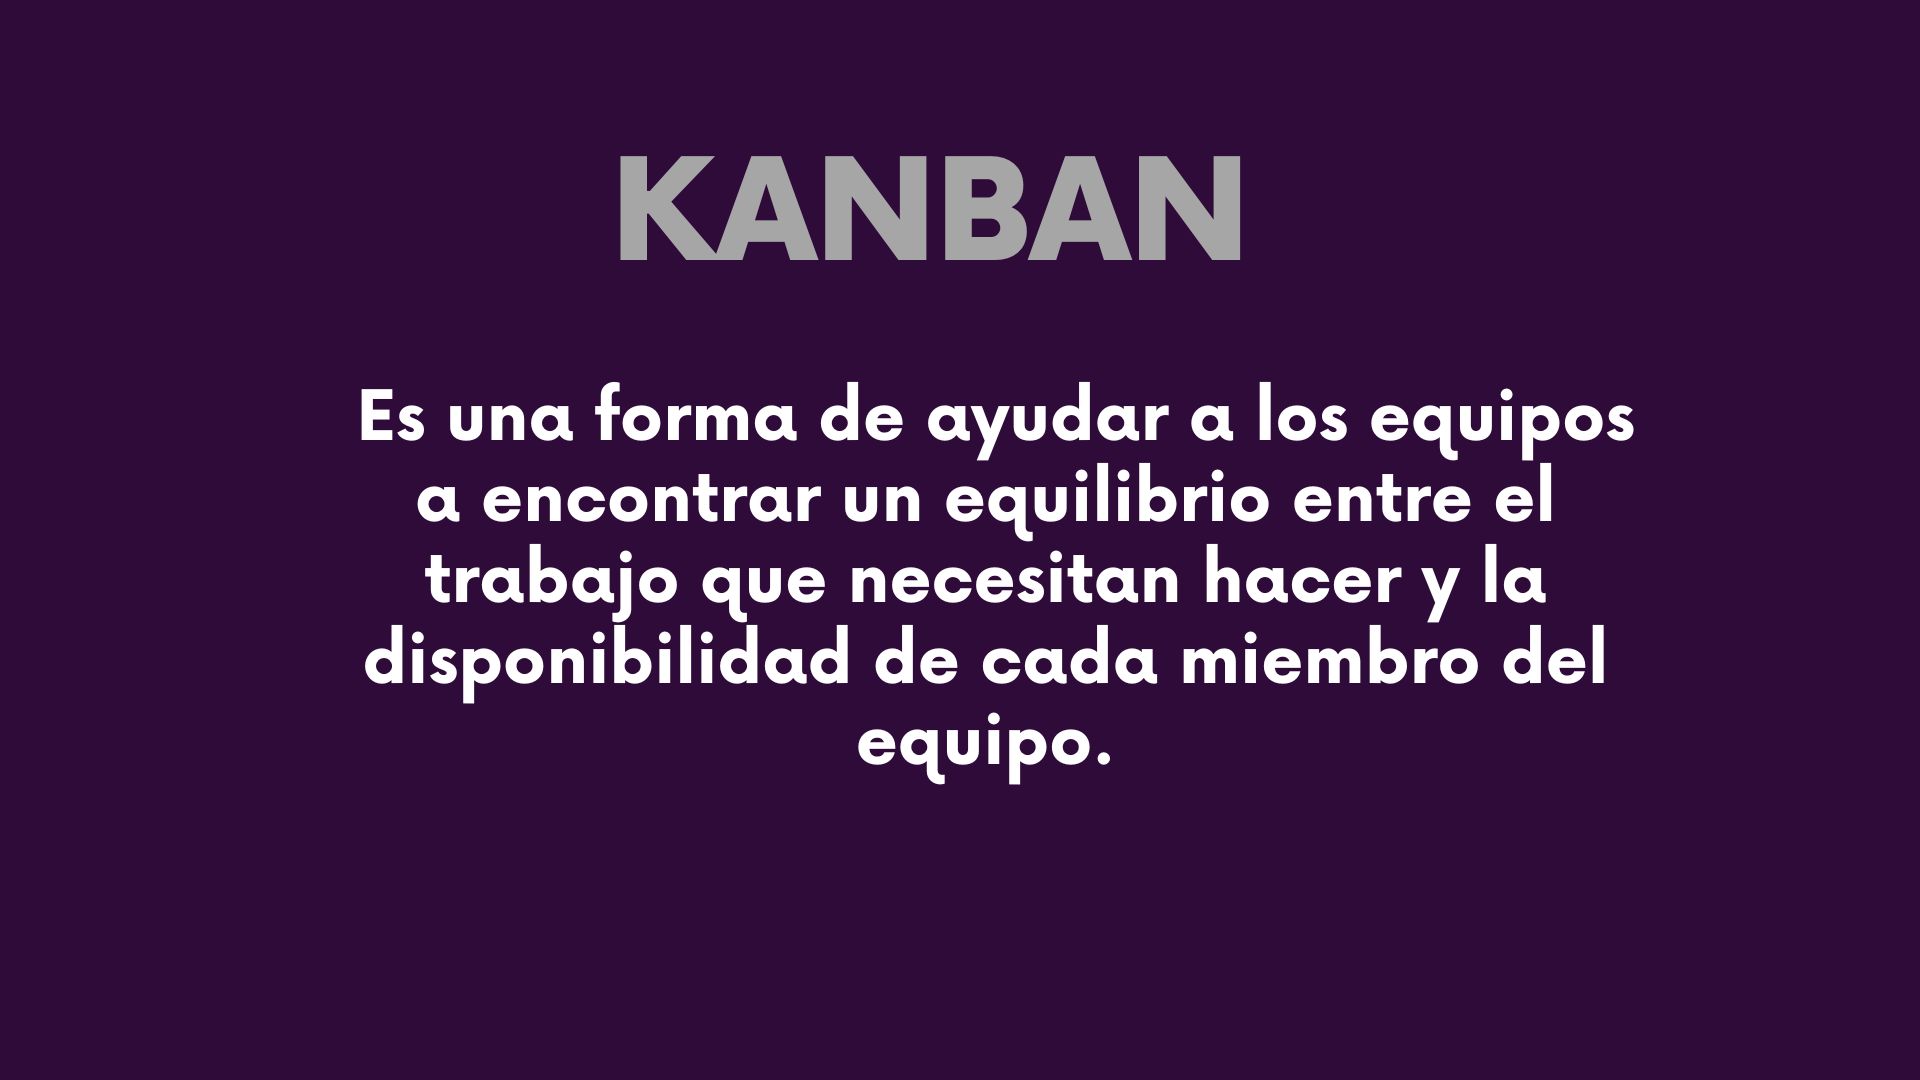 KANBAN
Es una forma de ayudar a los equipos
a encontrar un equilibrio entre el
trabajo que necesitan hacer y la
disponibilidad de cada miembro del
equipo.